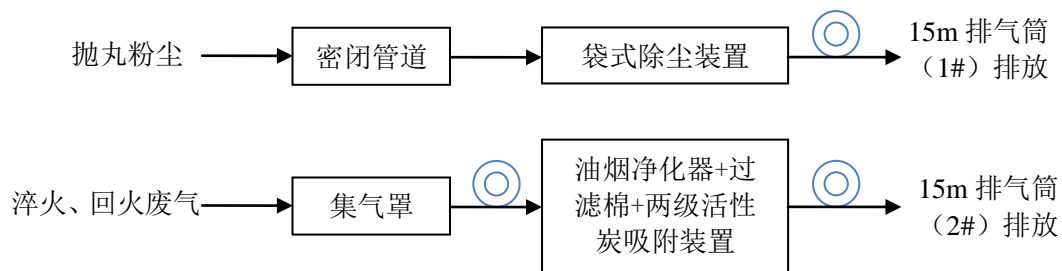 抛丸粉尘
密闭管道
袋式除尘装置
15m 排气筒
（1#）排放
淬火、回火废气
集气罩
油烟净化器+过
滤棉+两级活性
炭吸附装置
15m 排气筒
（2#）排放